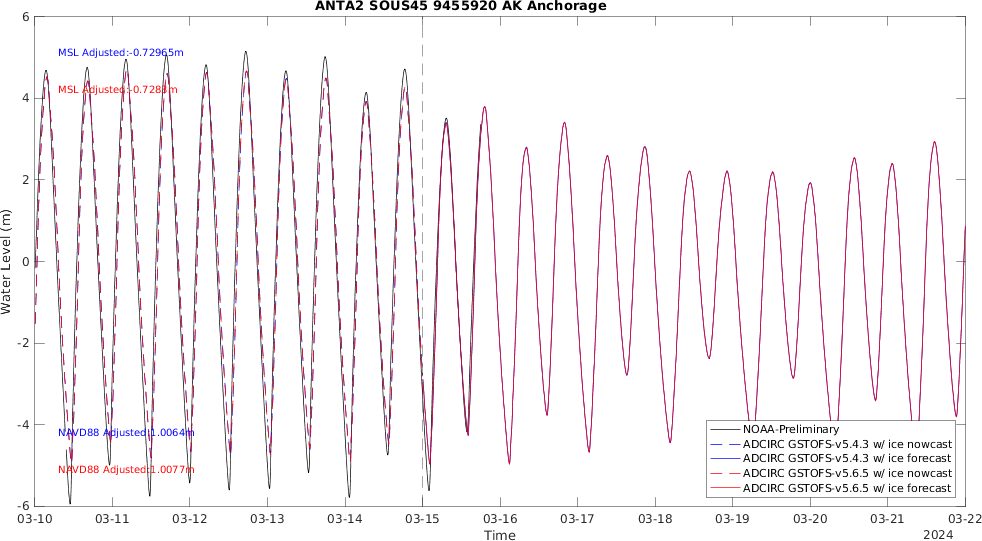 ANTA2 SOUS45 9455920 AK Anchorage
6
4
2
0
-2
-4
-6
Water Level (m)
MSL Adjusted:-0.72965m
MSL Adjusted:-0.7283m
NAVD88 Adjusted:1.0064m
NAVD88 Adjusted:1.0077m
NOAA-Preliminary
ADCIRC GSTOFS-v5.4.3 w/ ice nowcast
ADCIRC GSTOFS-v5.4.3 w/ ice forecast
ADCIRC GSTOFS-v5.6.5 w/ ice nowcast
ADCIRC GSTOFS-v5.6.5 w/ ice forecast
03-10 03-11 03-12 03-13 03-14 03-15 03-16 03-17 03-18 03-19 03-20 03-21 03-22
Time
2024